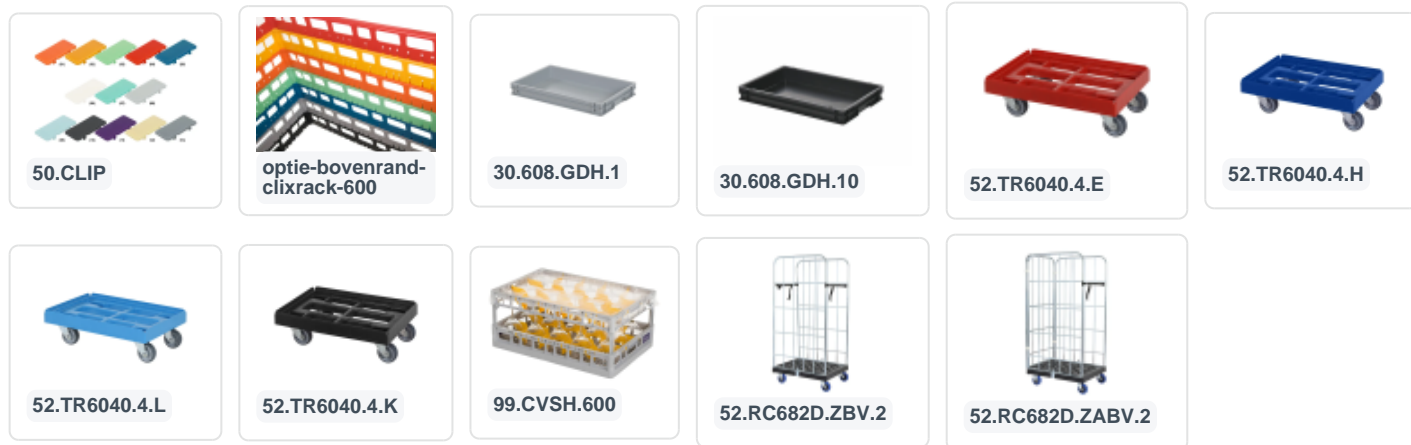 50.CLIP
optie-bovenrand-
clixrack-600
30.608.GDH.1
30.608.GDH.10
52.TR6040.4.E
52.TR6040.4.H
52.TR6040.4.L
52.TR6040.4.K
99.CVSH.600
52.RC682D.ZBV.2
52.RC682D.ZABV.2